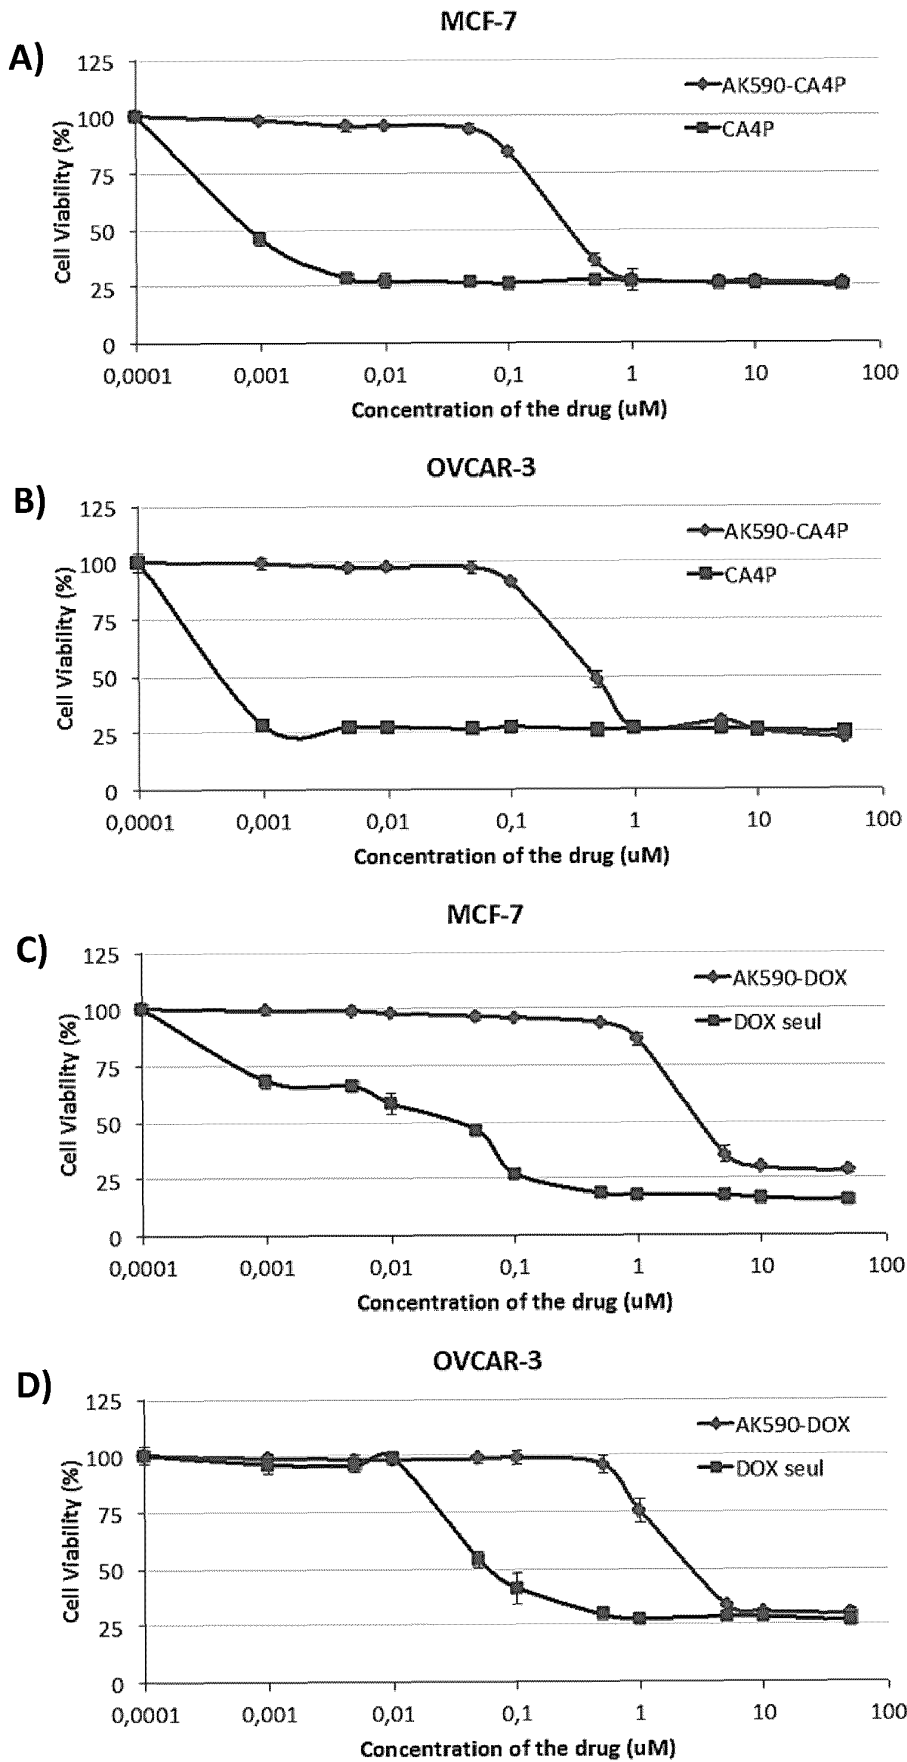 MCF-7
A)
125
100
75
50
25
0
Cell Viability (%)
AK590-CA4P
CA4P
0,0001 0,001 0,01 0,1 1 10 100
Concentration of the drug (uM)
OVCAR-3
B)
125
100
75
50
25
0
Cell Viability (%)
AK590-CA4P
CA4P
0,0001 0,001 0,01 0,1 1 10 100
Concentration of the drug (uM)
MCF-7
C)
125
100
75
50
25
0
Cell Viability (%)
AK590-DOX
DOX seul
0,0001 0,001 0,01 0,1 1 10 100
Concentration of the drug (uM)
OVCAR-3
D)
125
100
75
50
25
0
Cell Viability (%)
AK590-DOX
DOX seul
0,0001 0,001 0,01 0,1 1 10 100
Concentration of the drug (uM)